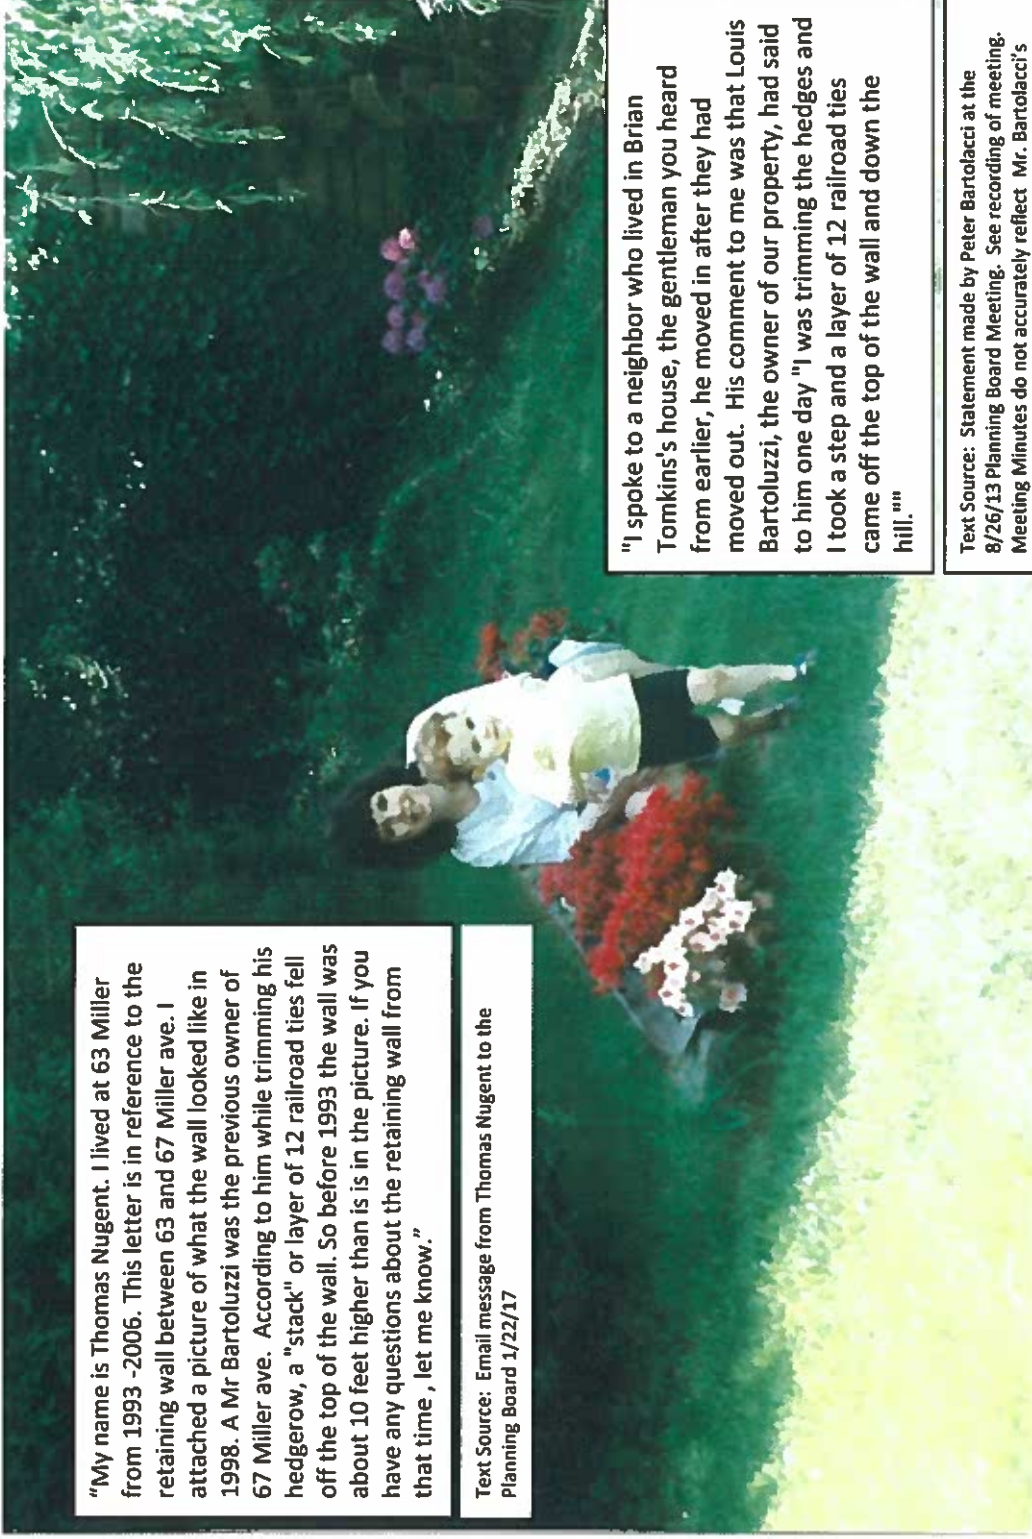 “My name is Thomas Nugent. I lived at 63 Miller
from 1993 -2006. This letter is in reference to the
retaining wall between 63 and 67 Miller ave. I
attached a picture of what the wall looked like in
1998. A Mr Bartoluzzi was the previous owner of
67 Miller ave.  According to him while trimming his
hedgerow, a "stack" or layer of 12 railroad ties fell
off the top of the wall. So before 1993 the wall was
about 10 feet higher than is in the picture. If you
have any questions about the retaining wall from
that time , let me know.”
Text Source:  Email message from Thomas Nugent to the
Planning Board 1/22/17
"I spoke to a neighbor who lived in Brian
Tomkins's house, the gentleman you heard
from earlier, he moved in after they had
moved out.  His comment to me was that Louis
Bartoluzzi, the owner of our property, had said
to him one day "I was trimming the hedges and
I took a step and a layer of 12 railroad ties
came off the top of the wall and down the
hill.""
Text Source:  Statement made by Peter Bartolacci at the
8/26/13 Planning Board Meeting.  See recording of meeting.
Meeting Minutes do not accurately reflect  Mr. Bartolacci's